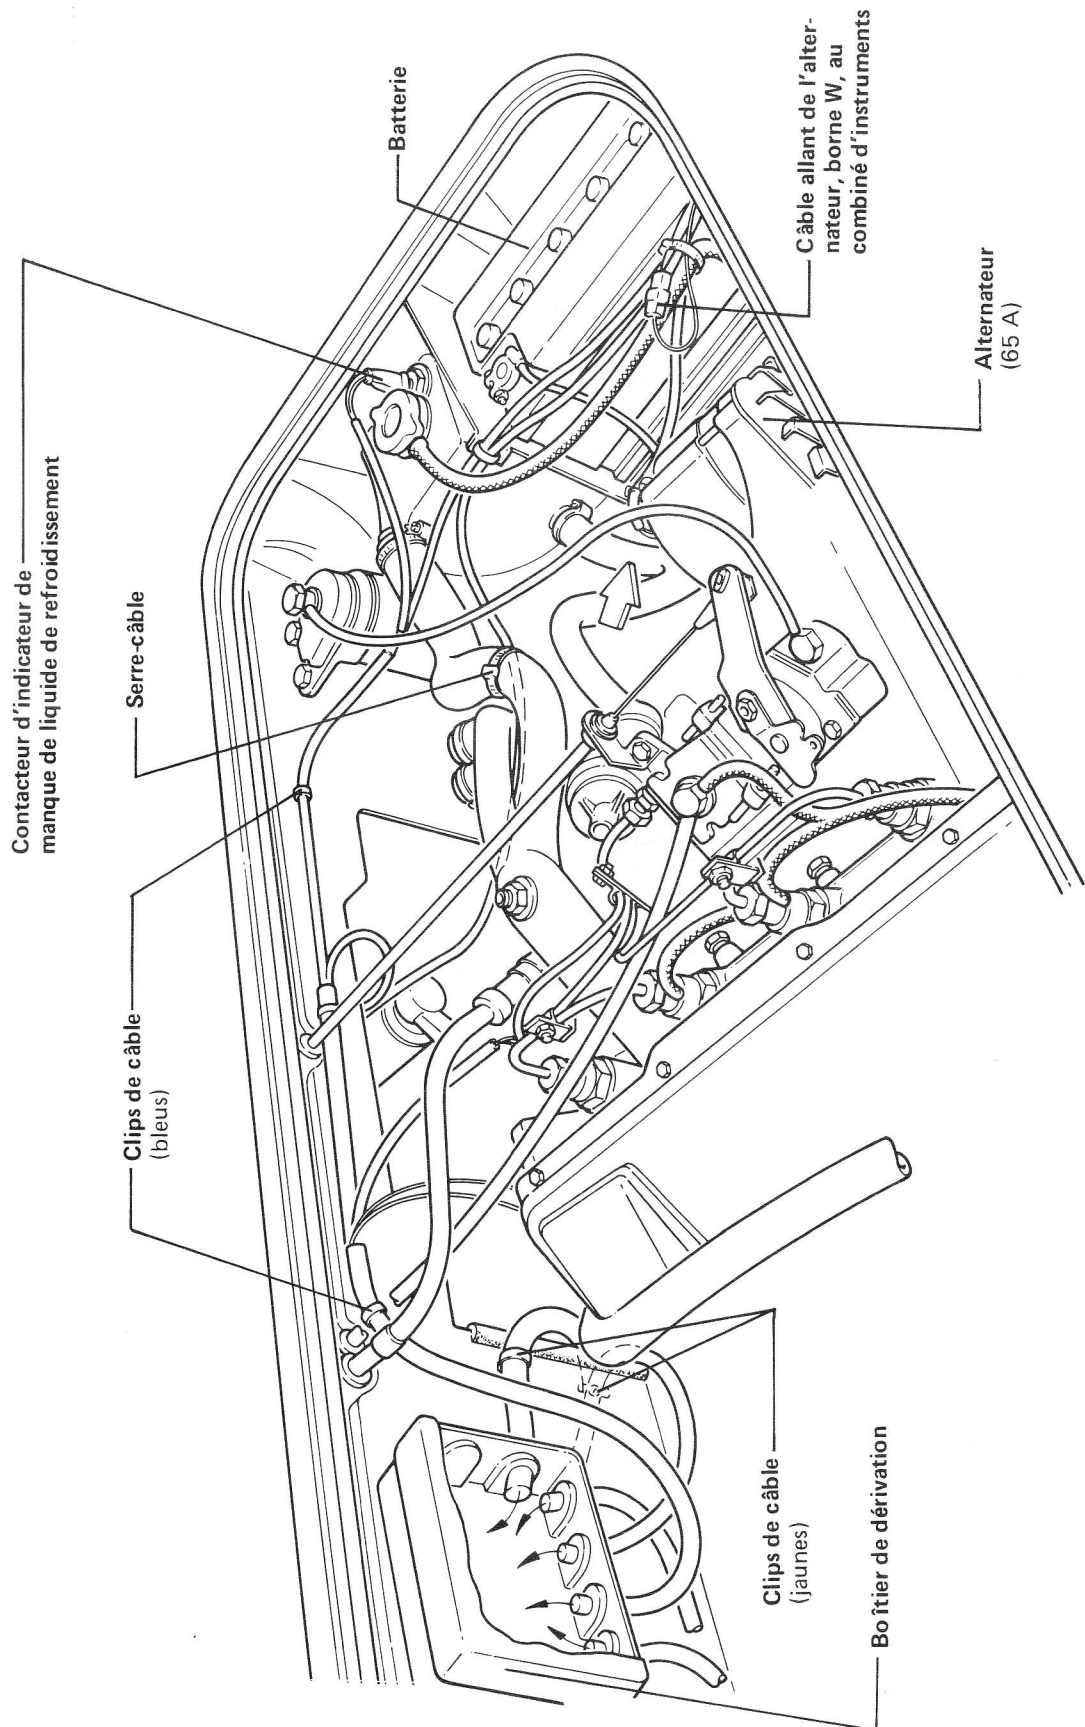 Contacteur d'indicateur de
manque de liquide de refroidissement
Serre-câble
Clips de câble
(bleus)
Batterie
Câble allant de l'alter-
nateur, borne W, au
combiné d'instruments
Alternateur
(65 A)
Clips de câble
(jaunes)
Boîtier de dérivation